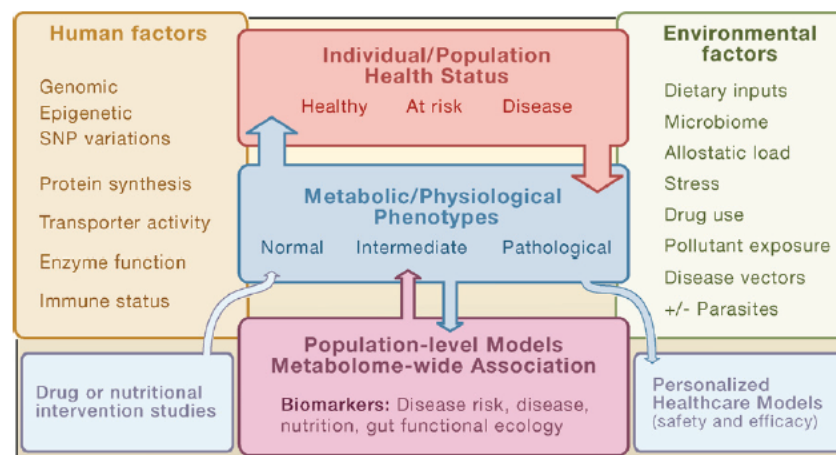 Human factors
Genomic
Epigenetic
SNP variations
Protein synthesis
Transporter activity
Enzyme function
Immune status
Individual/Population
Health Status
Healthy At risk Disease
Metabolic/Physiological
Phenotypes
Normal Intermediate Pathological
Population-level Models
Metabolome-wide Association
Biomarkers: Disease risk, disease,
nutrition, gut functional ecology
Environmental
factors
Dietary inputs
Microbiome
Allostatic load
Stress
Drug use
Pollutant exposure
Disease vectors
+/- Parasites
Drug or nutritional
intervention studies
Personalized
Healthcare Models
(safety and efficacy)